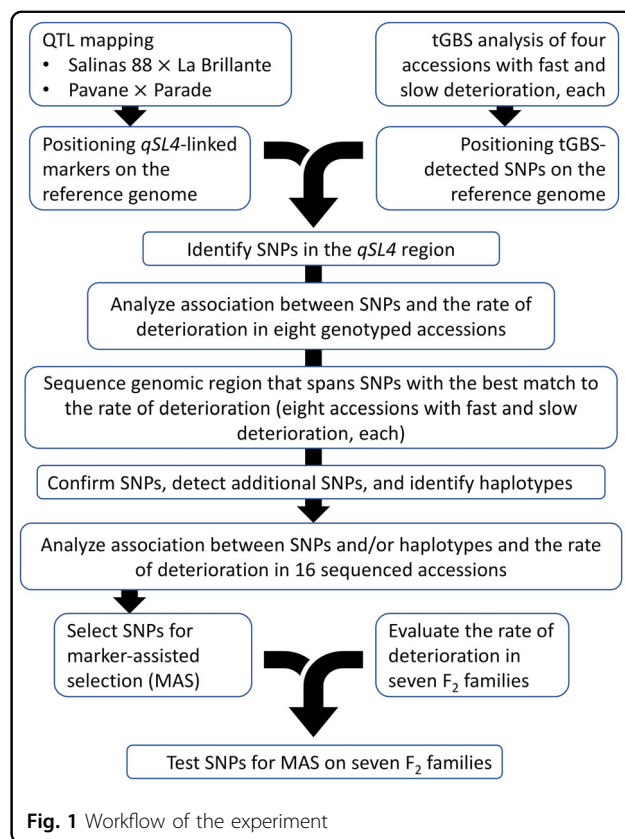 QTL mapping
• Salinas 88 × La Brillante
• Pavane × Parade
tGBS analysis of four
accessions with fast and
slow deterioration, each
Positioning qSL4-linked
markers on the
reference genome
Positioning tGBS-
detected SNPs on the
reference genome
Identify SNPs in the qSL4 region
Analyze association between SNPs and the rate of
deterioration in eight genotyped accessions
Sequence genomic region that spans SNPs with the best match to
the rate of deterioration (eight accessions with fast and slow
deterioration, each)
Confirm SNPs, detect additional SNPs, and identify haplotypes
Analyze association between SNPs and/or haplotypes and the rate
of deterioration in 16 sequenced accessions
Select SNPs for
marker-assisted
selection (MAS)
Evaluate the rate of
deterioration in
seven F₂ families
Test SNPs for MAS on seven F₂ families
Fig. 1 Workflow of the experiment